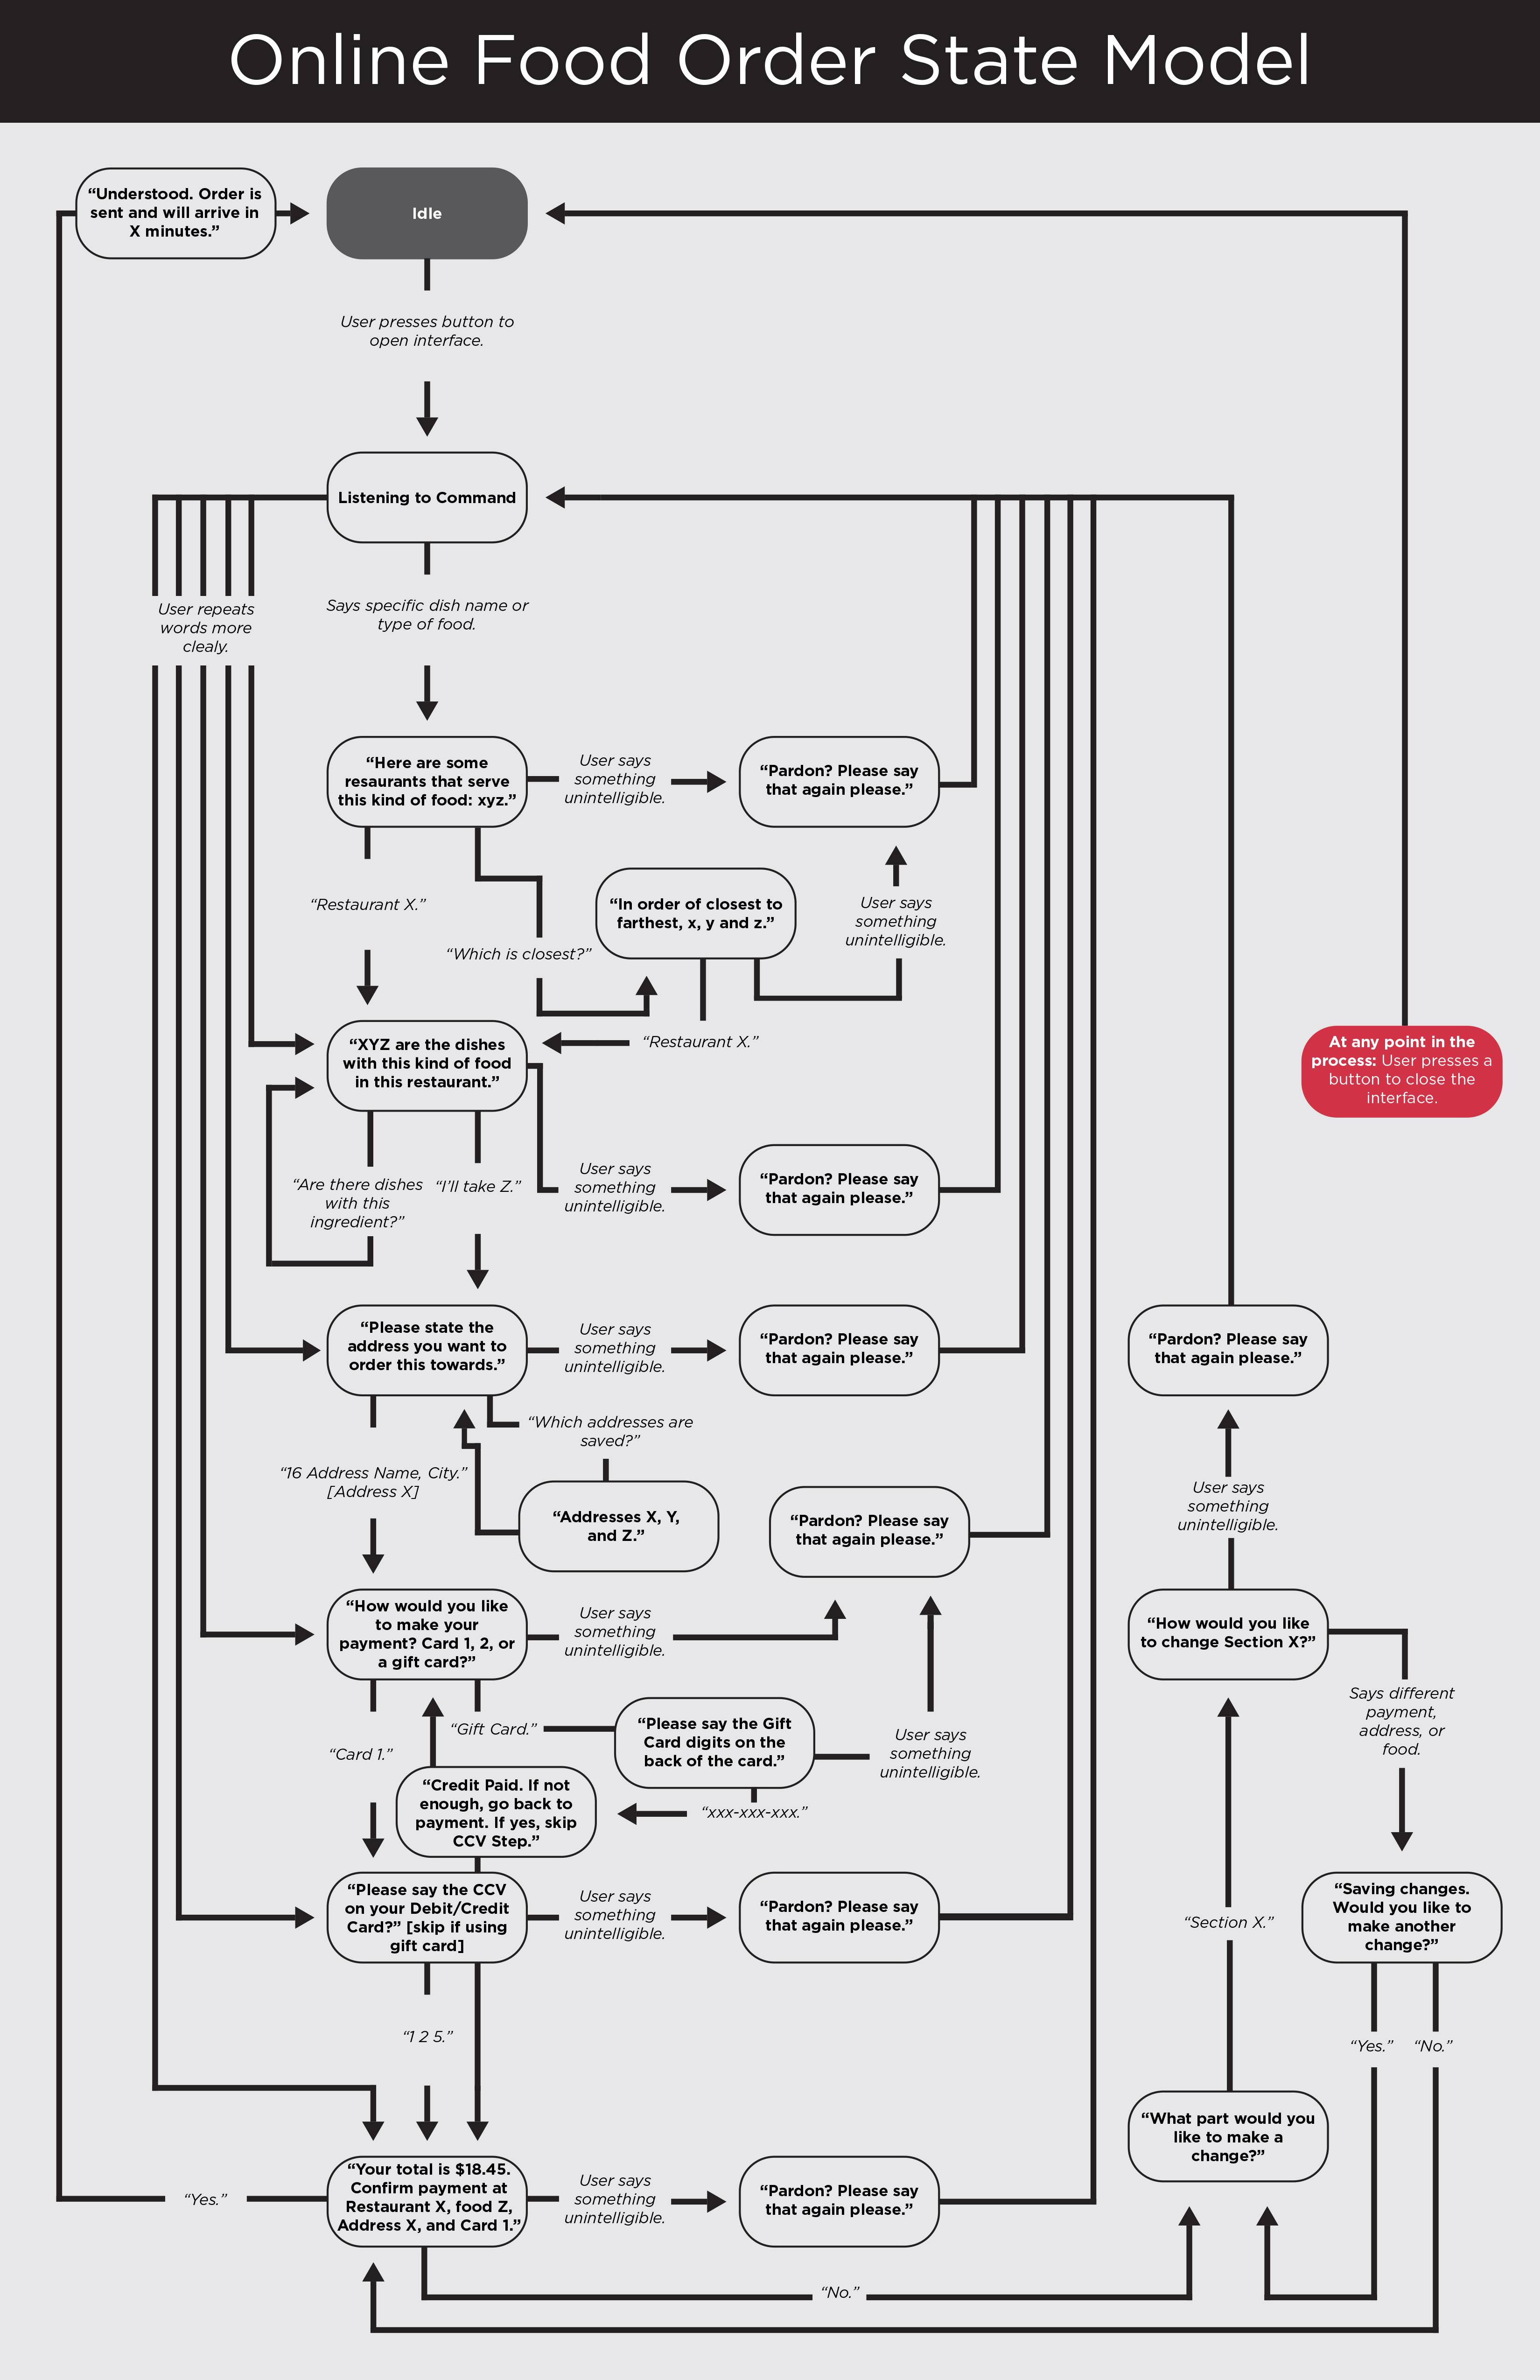 Online Food Order State Model
“Understood. Order is
sent and will arrive in
X minutes.”
Idle
User presses button to
open interface.
Listening to Command
User repeats
words more
clealy.
Says specific dish name or
type of food.
“Here are some
resaurants that serve
this kind of food: xyz.”
User says
something
unintelligible.
“Pardon? Please say
that again please.”
“Restaurant X.”
“Which is closest?”
“In order of closest to
farthest, x, y and z.”
User says
something
unintelligible.
“Restaurant X.”
“XYZ are the dishes
with this kind of food
in this restaurant.”
At any point in the
process: User presses a
button to close the
interface.
“Are there dishes
with this
ingredient?”
“I’ll take Z.”
User says
something
unintelligible.
“Pardon? Please say
that again please.”
“Please state the
address you want to
order this towards.”
User says
something
unintelligible.
“Pardon? Please say
that again please.”
“Pardon? Please say
that again please.”
“Which addresses are
saved?”
“16 Address Name, City.”
[Address X]
“Addresses X, Y,
and Z.”
“Pardon? Please say
that again please.”
User says
something
unintelligible.
“How would you like
to make your
payment? Card 1, 2, or
a gift card?”
User says
something
unintelligible.
“How would you like
to change Section X?”
Says different
payment,
address, or
food.
“Card 1.”
“Gift Card.”
“Please say the Gift
Card digits on the
back of the card.”
User says
something
unintelligible.
“Credit Paid. If not
enough, go back to
payment. If yes, skip
CCV Step.”
“xxx-xxx-xxx.”
“Please say the CCV
on your Debit/Credit
Card?” [skip if using
gift card]
User says
something
unintelligible.
“Pardon? Please say
that again please.”
“Section X.”
“Saving changes.
Would you like to
make another
change?”
“1 2 5.”
“Yes.”
“No.”
“What part would you
like to make a
change?”
“Yes.”
“Your total is $18.45.
Confirm payment at
Restaurant X, food Z,
Address X, and Card 1.”
User says
something
unintelligible.
“Pardon? Please say
that again please.”
“No.”